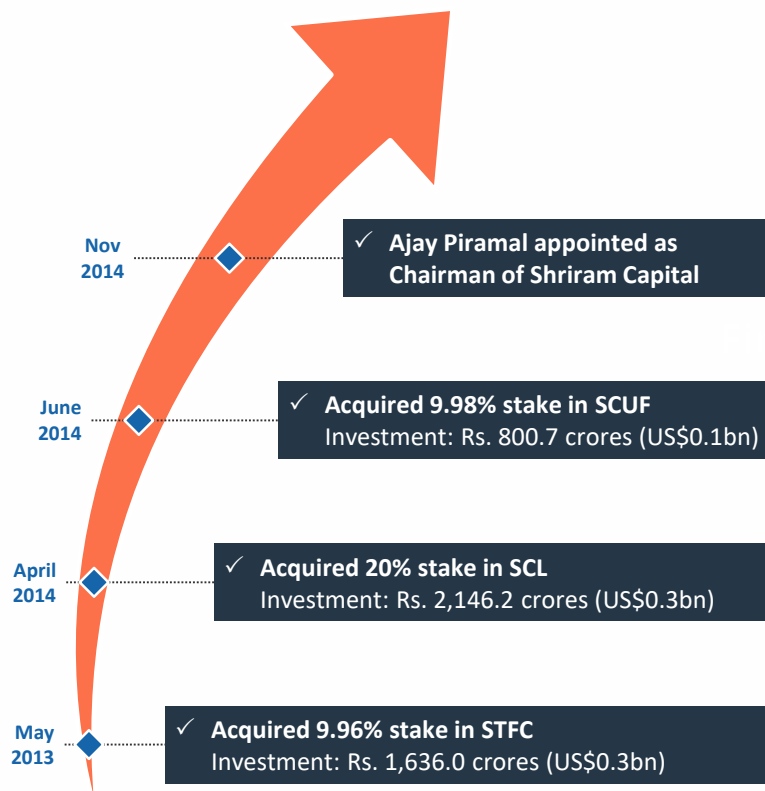 Nov
2014
✓ Ajay Piramal appointed as
Chairman of Shriram Capital
June
2014
✓ Acquired 9.98% stake in SCUF
Investment: Rs. 800.7 crores (US$0.1bn)
April
2014
✓ Acquired 20% stake in SCL
Investment: Rs. 2,146.2 crores (US$0.3bn)
May
2013
✓ Acquired 9.96% stake in STFC
Investment: Rs. 1,636.0 crores (US$0.3bn)